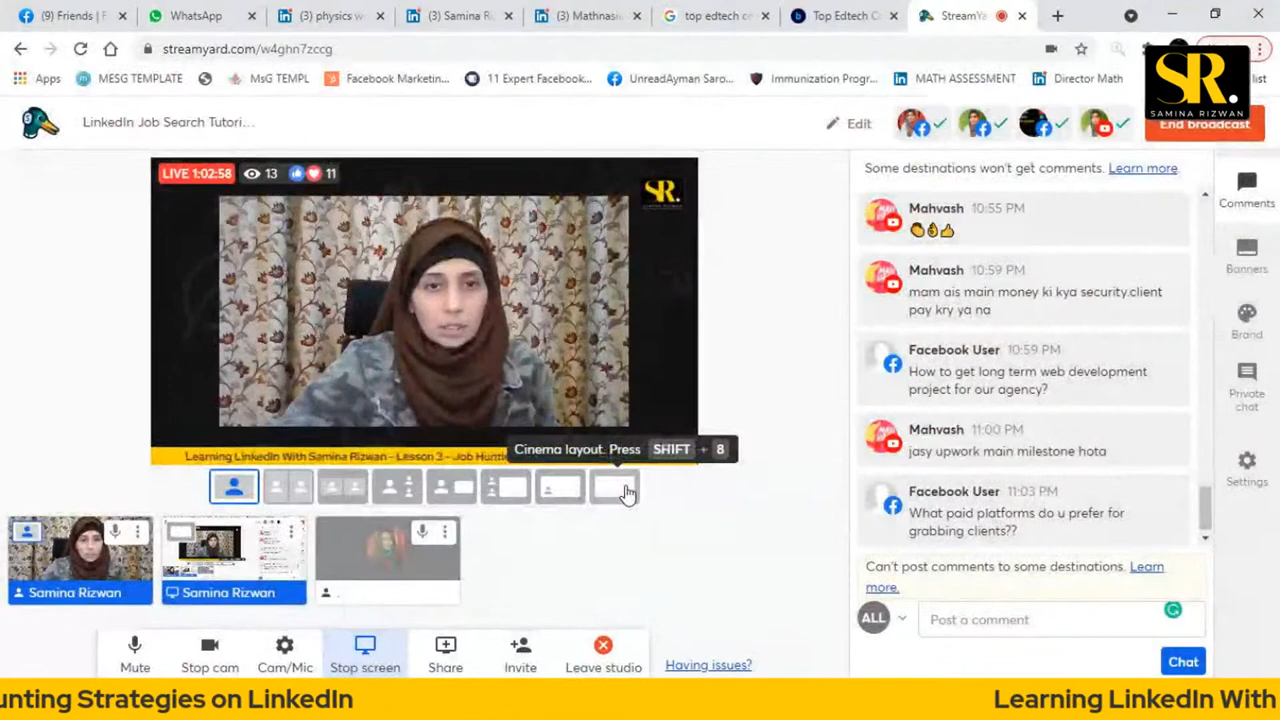 (9) Friends | F
WhatsApp
(3) physics w
(3) Samina Ri
(3) Mathnasi
top edtech co
Top Edtech C
StreamYa
streamyard.com/w4ghn7zccg
Apps
MESG TEMPLATE
MsG TEMPL
Facebook Marketin...
11 Expert Facebook...
UnreadAyman Saro...
Immunization Progr...
MATH ASSESSMENT
Director Math
list
SR.
SAMINA RIZWAN
LinkedIn Job Search Tutori...
Edit
End broadcast
Some destinations won't get comments. Learn more.
LIVE 1:02:58
13
11
SR.
Mahvash 10:55 PM
👏👌👍
Mahvash 10:59 PM
mam ais main money ki kya security.client
pay kry ya na
Facebook User 10:59 PM
How to get long term web development
project for our agency?
Mahvash 11:00 PM
jasy upwork main milestone hota
Facebook User 11:03 PM
What paid platforms do u prefer for
grabbing clients??
Can't post comments to some destinations. Learn
more.
ALL
Post a comment
Chat
Comments
Banners
Brand
Private
chat
Settings
Learning LinkedIn With Samina Rizwan - Lesson 3 - Job Hunti
Cinema layout. Press SHIFT + 8
Samina Rizwan
Samina Rizwan
.
Mute
Stop cam
Cam/Mic
Stop screen
Share
Invite
Leave studio
Having issues?
unting Strategies on LinkedIn
Learning LinkedIn With